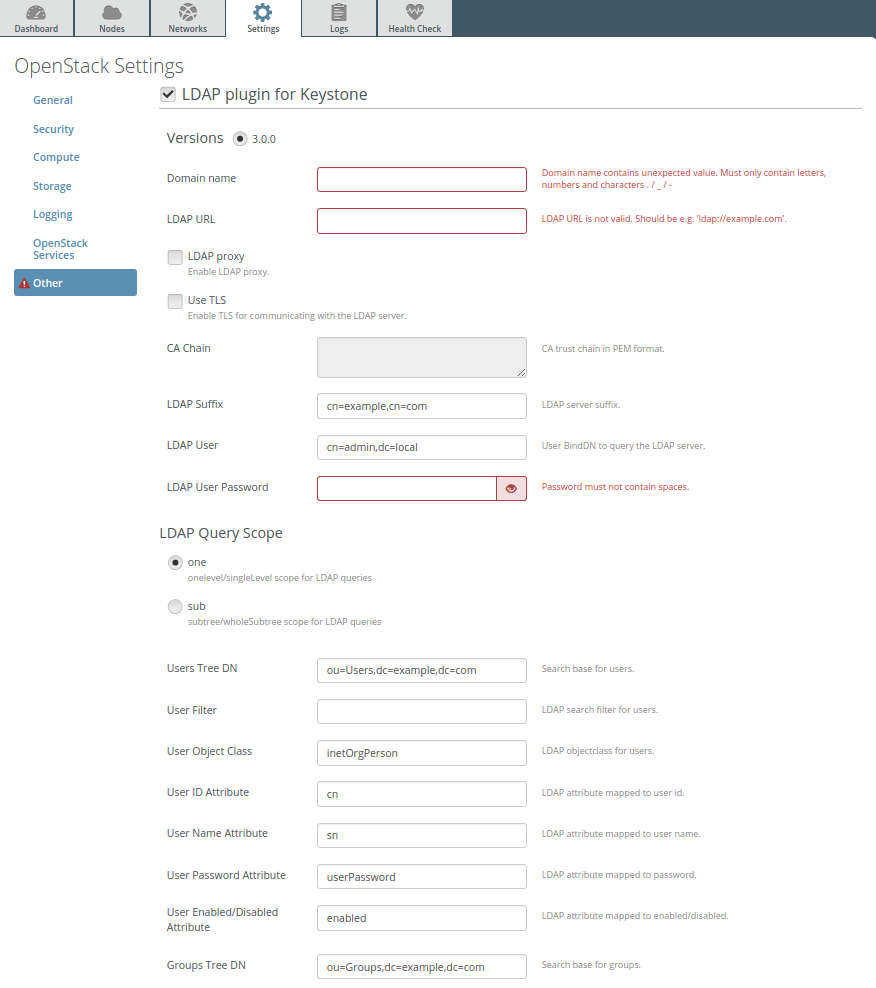 Dashboard
Nodes
Networks
Settings
Logs
Health Check
OpenStack Settings
General
Security
Compute
Storage
Logging
OpenStack
Services
Other
LDAP plugin for Keystone
Versions 3.0.0
Domain name
Domain name contains unexpected value. Must only contain letters,
numbers and characters . / _ / -
LDAP URL
LDAP URL is not valid. Should be e.g. 'ldap://example.com'.
LDAP proxy
Enable LDAP proxy.
Use TLS
Enable TLS for communicating with the LDAP server.
CA Chain
CA trust chain in PEM format.
LDAP Suffix
cn=example,cn=com
LDAP server suffix.
LDAP User
cn=admin,dc=local
User BindDN to query the LDAP server.
LDAP User Password
Password must not contain spaces.
LDAP Query Scope
one
onelevel/singleLevel scope for LDAP queries
sub
subtree/wholeSubtree scope for LDAP queries
Users Tree DN
ou=Users,dc=example,dc=com
Search base for users.
User Filter
LDAP search filter for users.
User Object Class
inetOrgPerson
LDAP objectclass for users.
User ID Attribute
cn
LDAP attribute mapped to user id.
User Name Attribute
sn
LDAP attribute mapped to user name.
User Password Attribute
userPassword
LDAP attribute mapped to password.
User Enabled/Disabled
Attribute
enabled
LDAP attribute mapped to enabled/disabled.
Groups Tree DN
ou=Groups,dc=example,dc=com
Search base for groups.